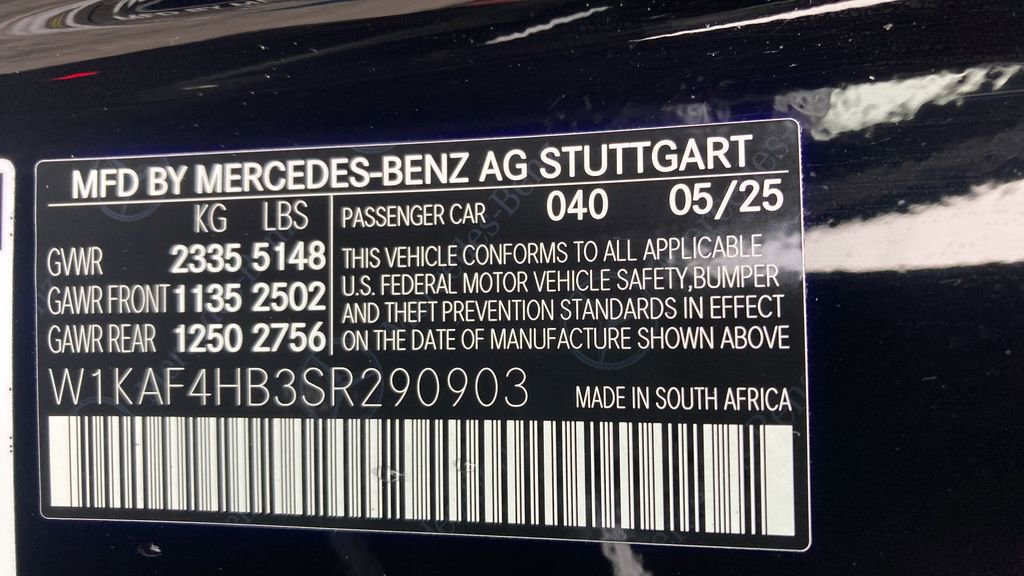 MFD BY MERCEDES-BENZ AG STUTTGART
KG LBS
GVWR 2335 5148
GAWR FRONT 1135 2502
GAWR REAR 1250 2756
PASSENGER CAR 040 05/25
THIS VEHICLE CONFORMS TO ALL APPLICABLE
U.S. FEDERAL MOTOR VEHICLE SAFETY,BUMPER
AND THEFT PREVENTION STANDARDS IN EFFECT
ON THE DATE OF MANUFACTURE SHOWN ABOVE
W1KAF4HB3SR290903
MADE IN SOUTH AFRICA